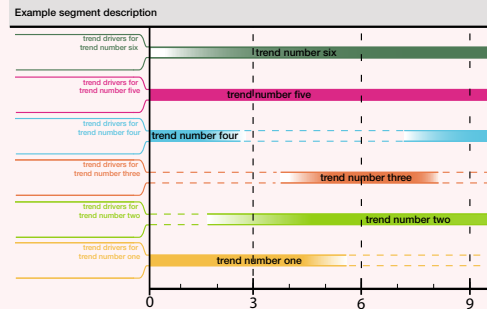 Example segment description
trend drivers for
trend number six
trend number six
trend drivers for
trend number five
trend number five
trend drivers for
trend number four
trend number four
trend drivers for
trend number three
trend number three
trend drivers for
trend number two
trend number two
trend drivers for
trend number one
trend number one
0 3 6 9